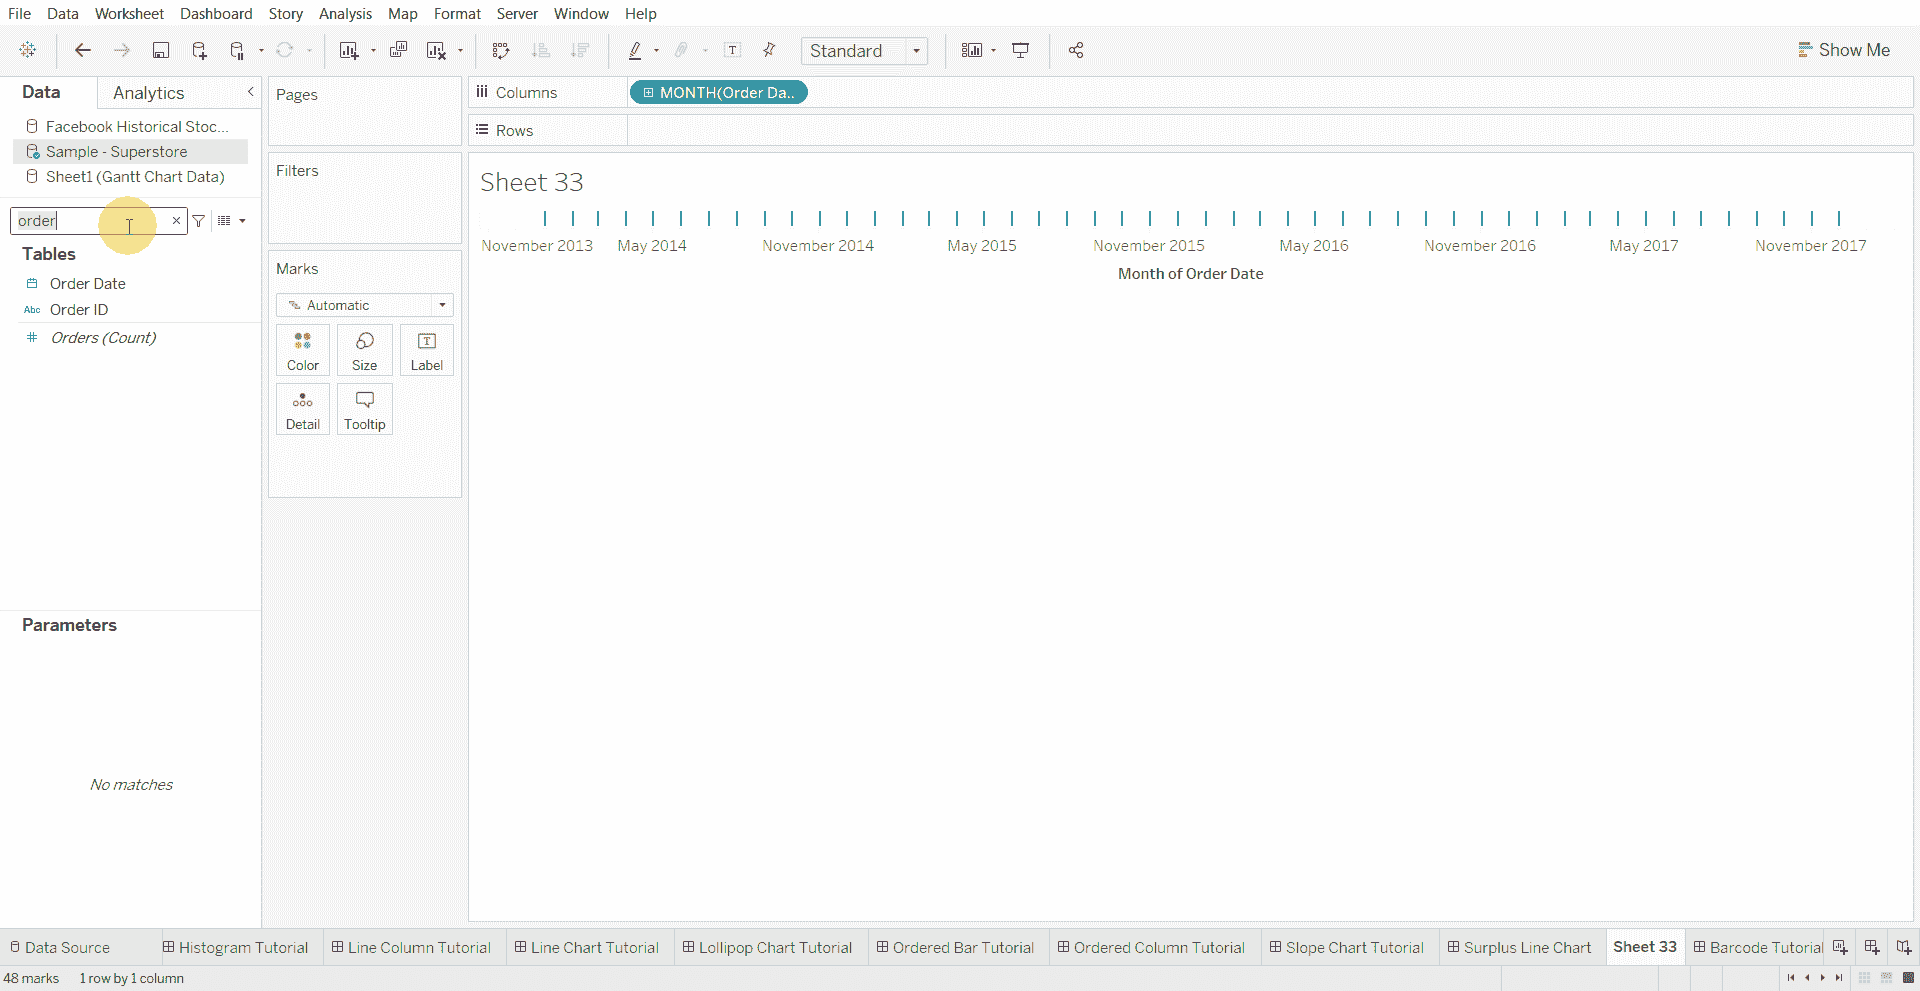 File Data Worksheet Dashboard Story Analysis Map Format Server Window Help
Standard Show Me
Data Analytics
Facebook Historical Stoc...
Sample - Superstore
Sheet1 (Gantt Chart Data)
order
Tables
Order Date
Abc Order ID
Orders (Count)
Parameters
No matches
Pages
Filters
Marks
Automatic
Color Size Label
Detail Tooltip
Columns MONTH(Order Da..
Rows
Sheet 33
November 2013 May 2014 November 2014 May 2015 November 2015 May 2016 November 2016 May 2017 November 2017
Month of Order Date
Data Source Histogram Tutorial Line Column Tutorial Line Chart Tutorial Lollipop Chart Tutorial Ordered Bar Tutorial Ordered Column Tutorial Slope Chart Tutorial Surplus Line Chart Sheet 33 Barcode Tutorial
48 marks 1 row by 1 column